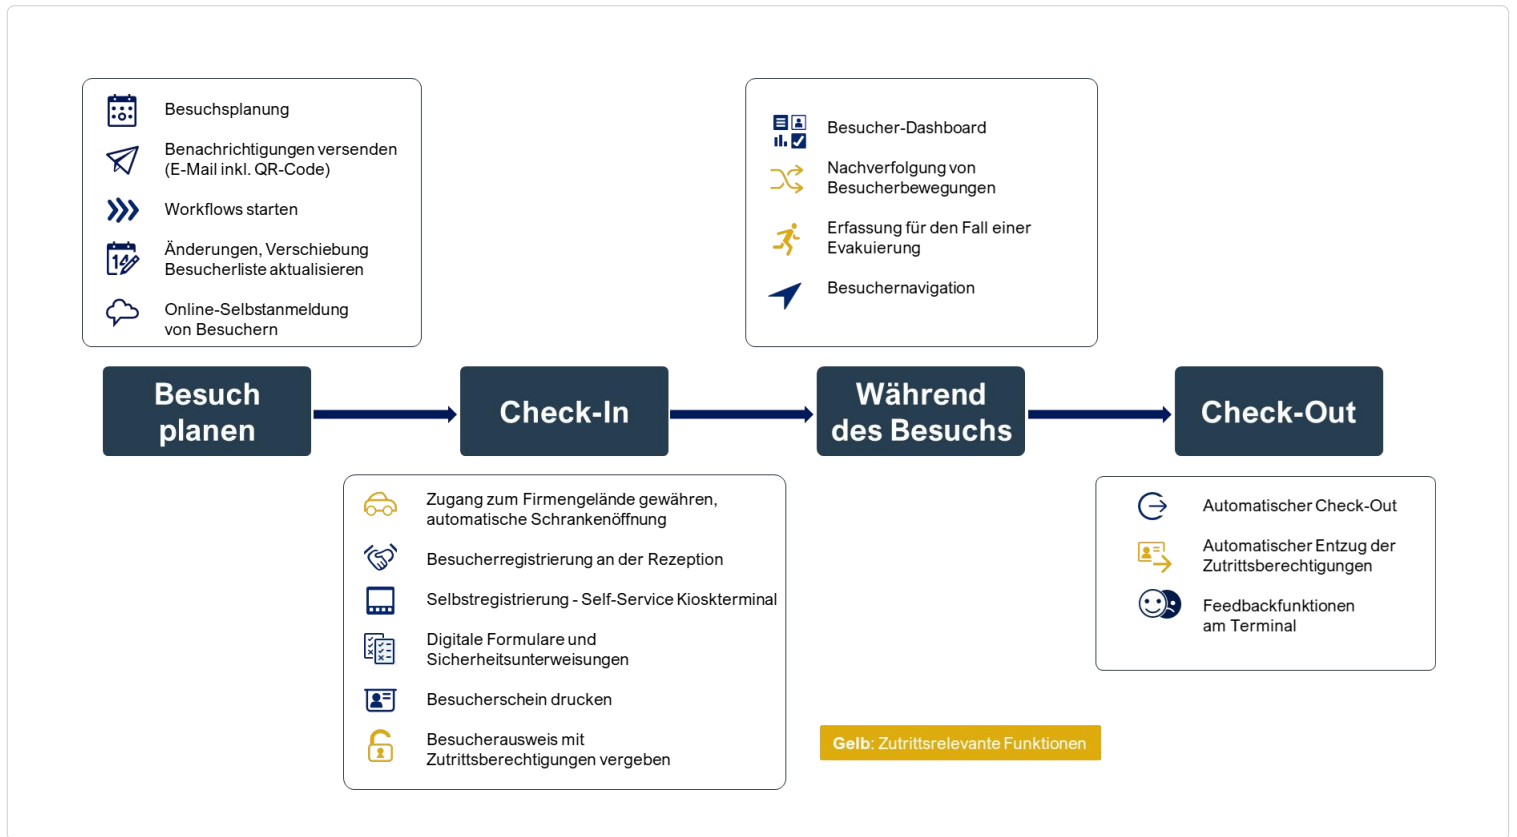 Besuchsplanung
Benachrichtigungen versenden
(E-Mail inkl. QR-Code)
Workflows starten
Änderungen, Verschiebung
Besucherliste aktualisieren
Online-Selbstanmeldung
von Besuchern
Besucher-Dashboard
Nachverfolgung von
Besucherbewegungen
Erfassung für den Fall einer
Evakuierung
Besuchernavigation
Besuch
planen
Check-In
Während
des Besuchs
Check-Out
Zugang zum Firmengelände gewähren,
automatische Schrankenöffnung
Besucherregistrierung an der Rezeption
Selbstregistrierung - Self-Service Kioskterminal
Digitale Formulare und
Sicherheitsunterweisungen
Besucherschein drucken
Besucherausweis mit
Zutrittsberechtigungen vergeben
Automatischer Check-Out
Automatischer Entzug der
Zutrittsberechtigungen
Feedbackfunktionen
am Terminal
Gelb: Zutrittsrelevante Funktionen
14